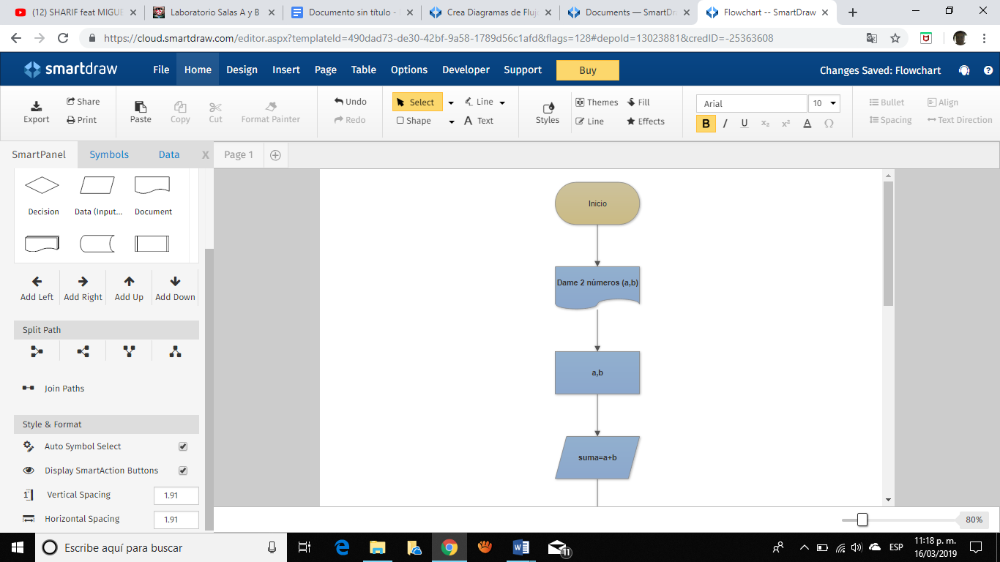 (12) SHARIF feat MIGUE
Laboratorio Salas A y B
Documento sin título -
Crea Diagramas de Fluj
Documents — SmartDr
Flowchart -- SmartDraw
https://cloud.smartdraw.com/editor.aspx?templateId=490dad73-de30-42bf-9a58-1789d56c1afd&flags=128#depoId=13023881&credID=-25363608
smartdraw
File Home Design Insert Page Table Options Developer Support Buy
Changes Saved: Flowchart
Export
Share
Print
Paste
Copy
Cut
Format Painter
Undo
Redo
Select
Line
Shape
Text
Styles
Themes
Fill
Line
Effects
Arial
10
B I U x₂ x² A Ω
Bullet
Align
Spacing
Text Direction
SmartPanel Symbols Data X
Page 1
Decision
Data (Input...
Document
Add Left
Add Right
Add Up
Add Down
Split Path
Join Paths
Style & Format
Auto Symbol Select
Display SmartAction Buttons
Vertical Spacing 1.91
Horizontal Spacing 1.91
Inicio
Dame 2 números (a,b)
a,b
suma=a+b
80%
Escribe aquí para buscar
11
ESP
11:18 p. m.
16/03/2019